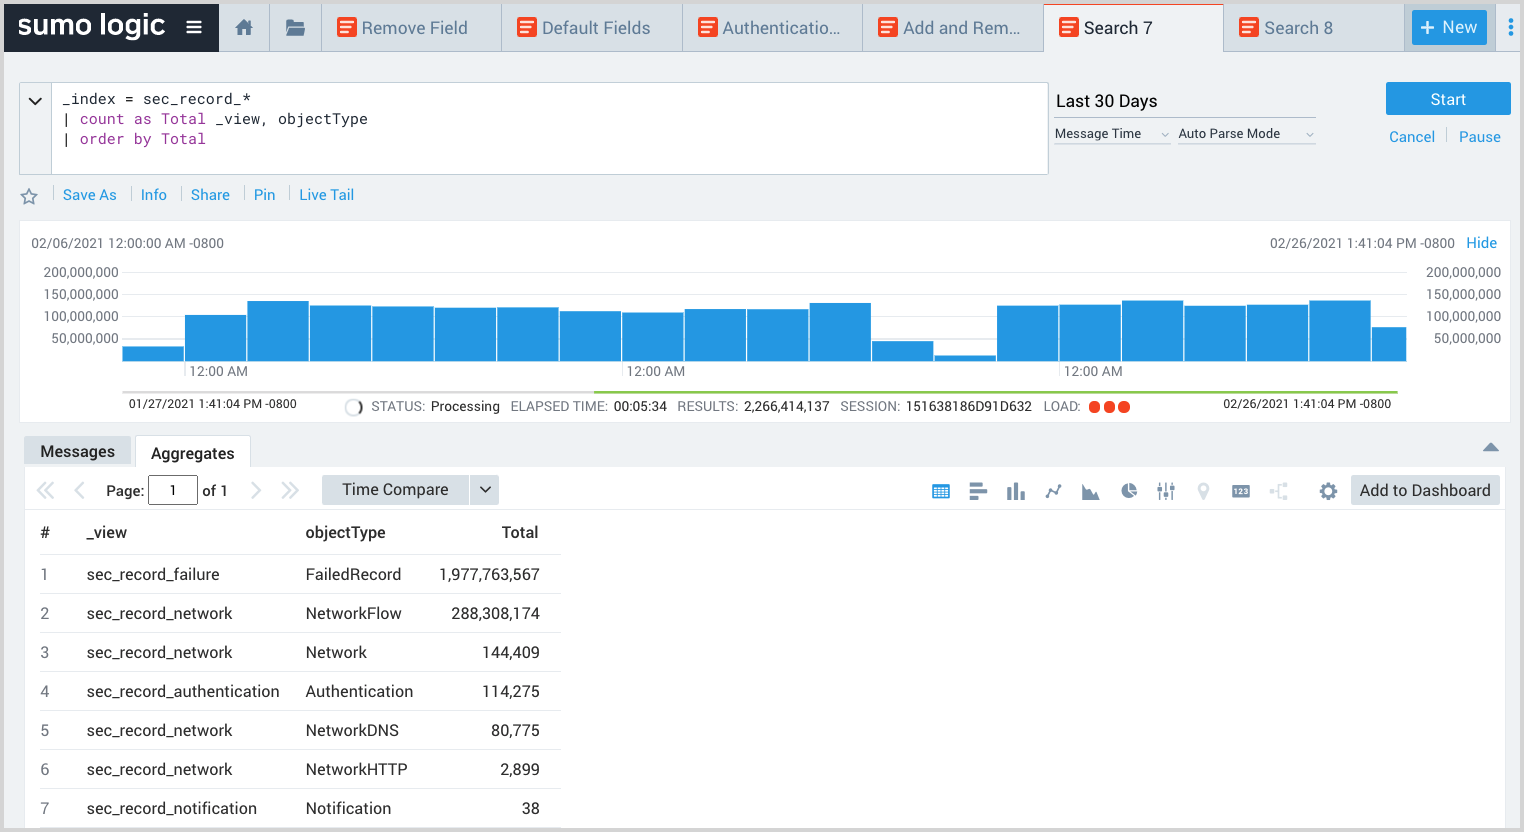 sumo logic
Remove Field
Default Fields
Authenticatio...
Add and Rem...
Search 7
Search 8
+ New
_index = sec_record_*
| count as Total _view, objectType
| order by Total
Last 30 Days
Message Time
Auto Parse Mode
Start
Cancel
Pause
Save As
Info
Share
Pin
Live Tail
02/06/2021 12:00:00 AM -0800
02/26/2021 1:41:04 PM -0800
Hide
200,000,000
150,000,000
100,000,000
50,000,000
200,000,000
150,000,000
100,000,000
50,000,000
12:00 AM
12:00 AM
12:00 AM
01/27/2021 1:41:04 PM -0800
STATUS: Processing
ELAPSED TIME: 00:05:34
RESULTS: 2,266,414,137
SESSION: 151638186D91D632
LOAD:
02/26/2021 1:41:04 PM -0800
Messages
Aggregates
Page: 1 of 1
Time Compare
123
Add to Dashboard
# _view objectType Total
1 sec_record_failure FailedRecord 1,977,763,567
2 sec_record_network NetworkFlow 288,308,174
3 sec_record_network Network 144,409
4 sec_record_authentication Authentication 114,275
5 sec_record_network NetworkDNS 80,775
6 sec_record_network NetworkHTTP 2,899
7 sec_record_notification Notification 38